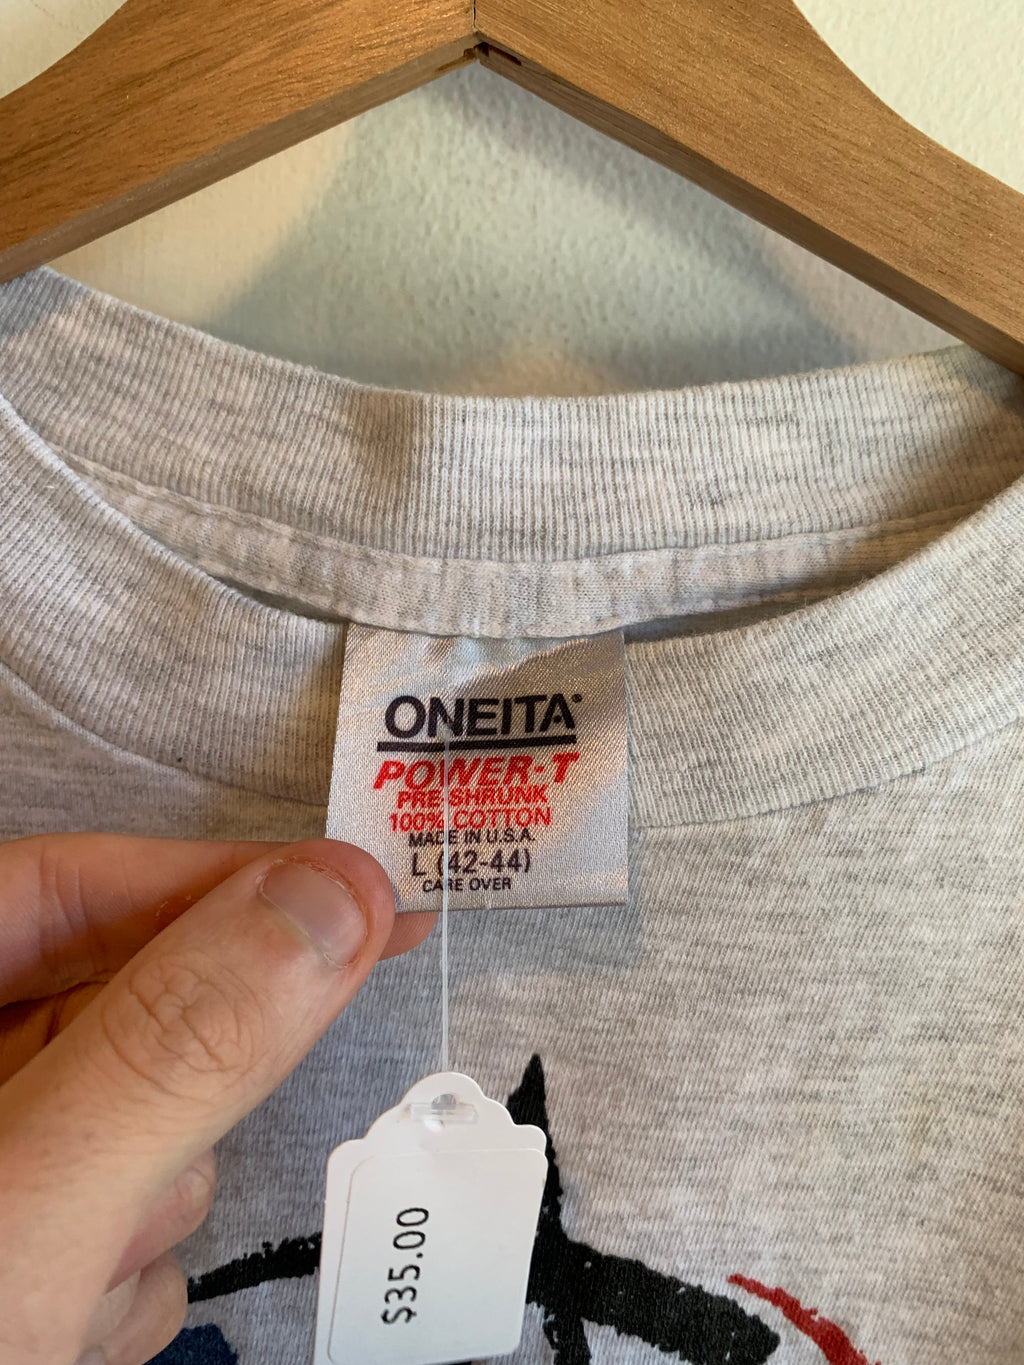 ONEITA®
POWER-T
PRE-SHRUNK
100% COTTON
MADE IN U.S.A.
L (42-44)
CARE OVER
$35.00